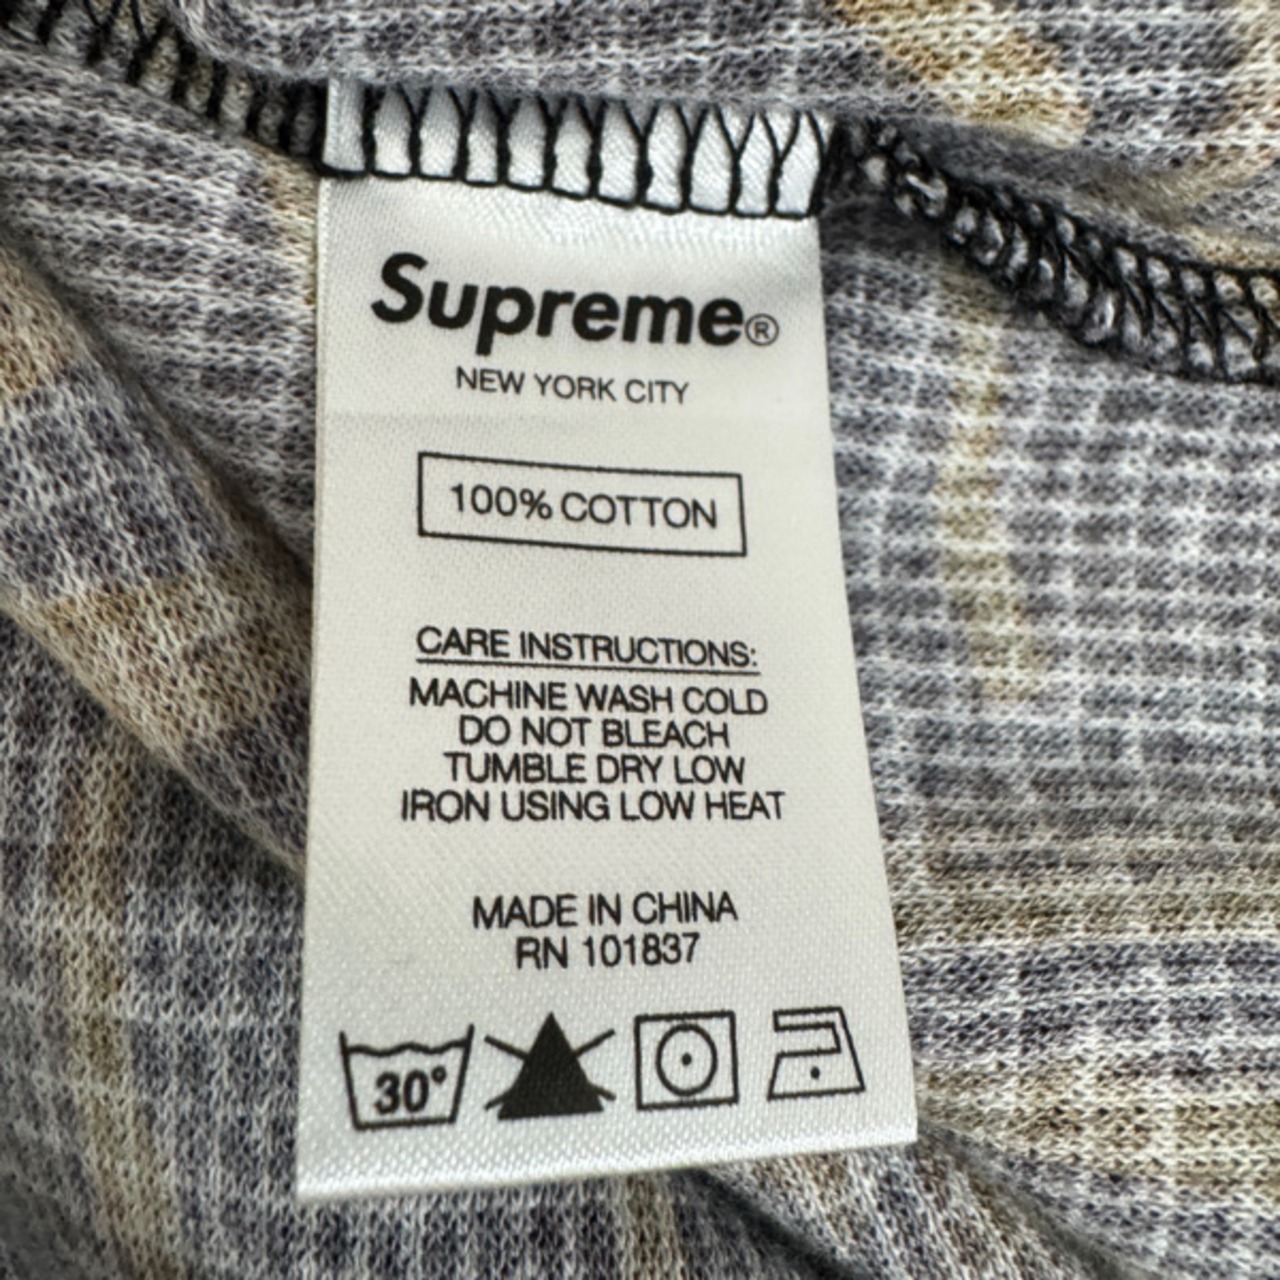 Supreme®
NEW YORK CITY
100% COTTON
CARE INSTRUCTIONS:
MACHINE WASH COLD
DO NOT BLEACH
TUMBLE DRY LOW
IRON USING LOW HEAT
MADE IN CHINA
RN 101837
30°